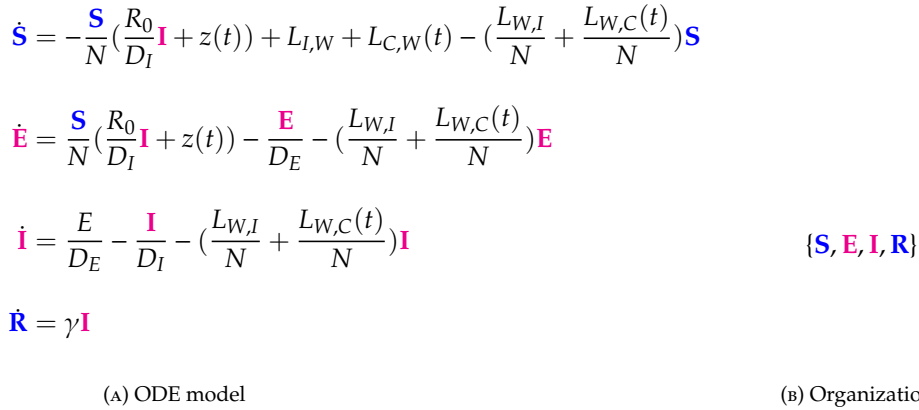 Ṡ = -S/N(R_0/D_I I + z(t)) + L_{I,W} + L_{C,W}(t) - (L_{W,I}/N + L_{W,C}(t)/N)S
Ė = S/N(R_0/D_I I + z(t)) - E/D_E - (L_{W,I}/N + L_{W,C}(t)/N)E
İ = E/D_E - I/D_I - (L_{W,I}/N + L_{W,C}(t)/N)I
{S, E, I, R}
Ṙ = γI
(A) ODE model
(B) Organizatio